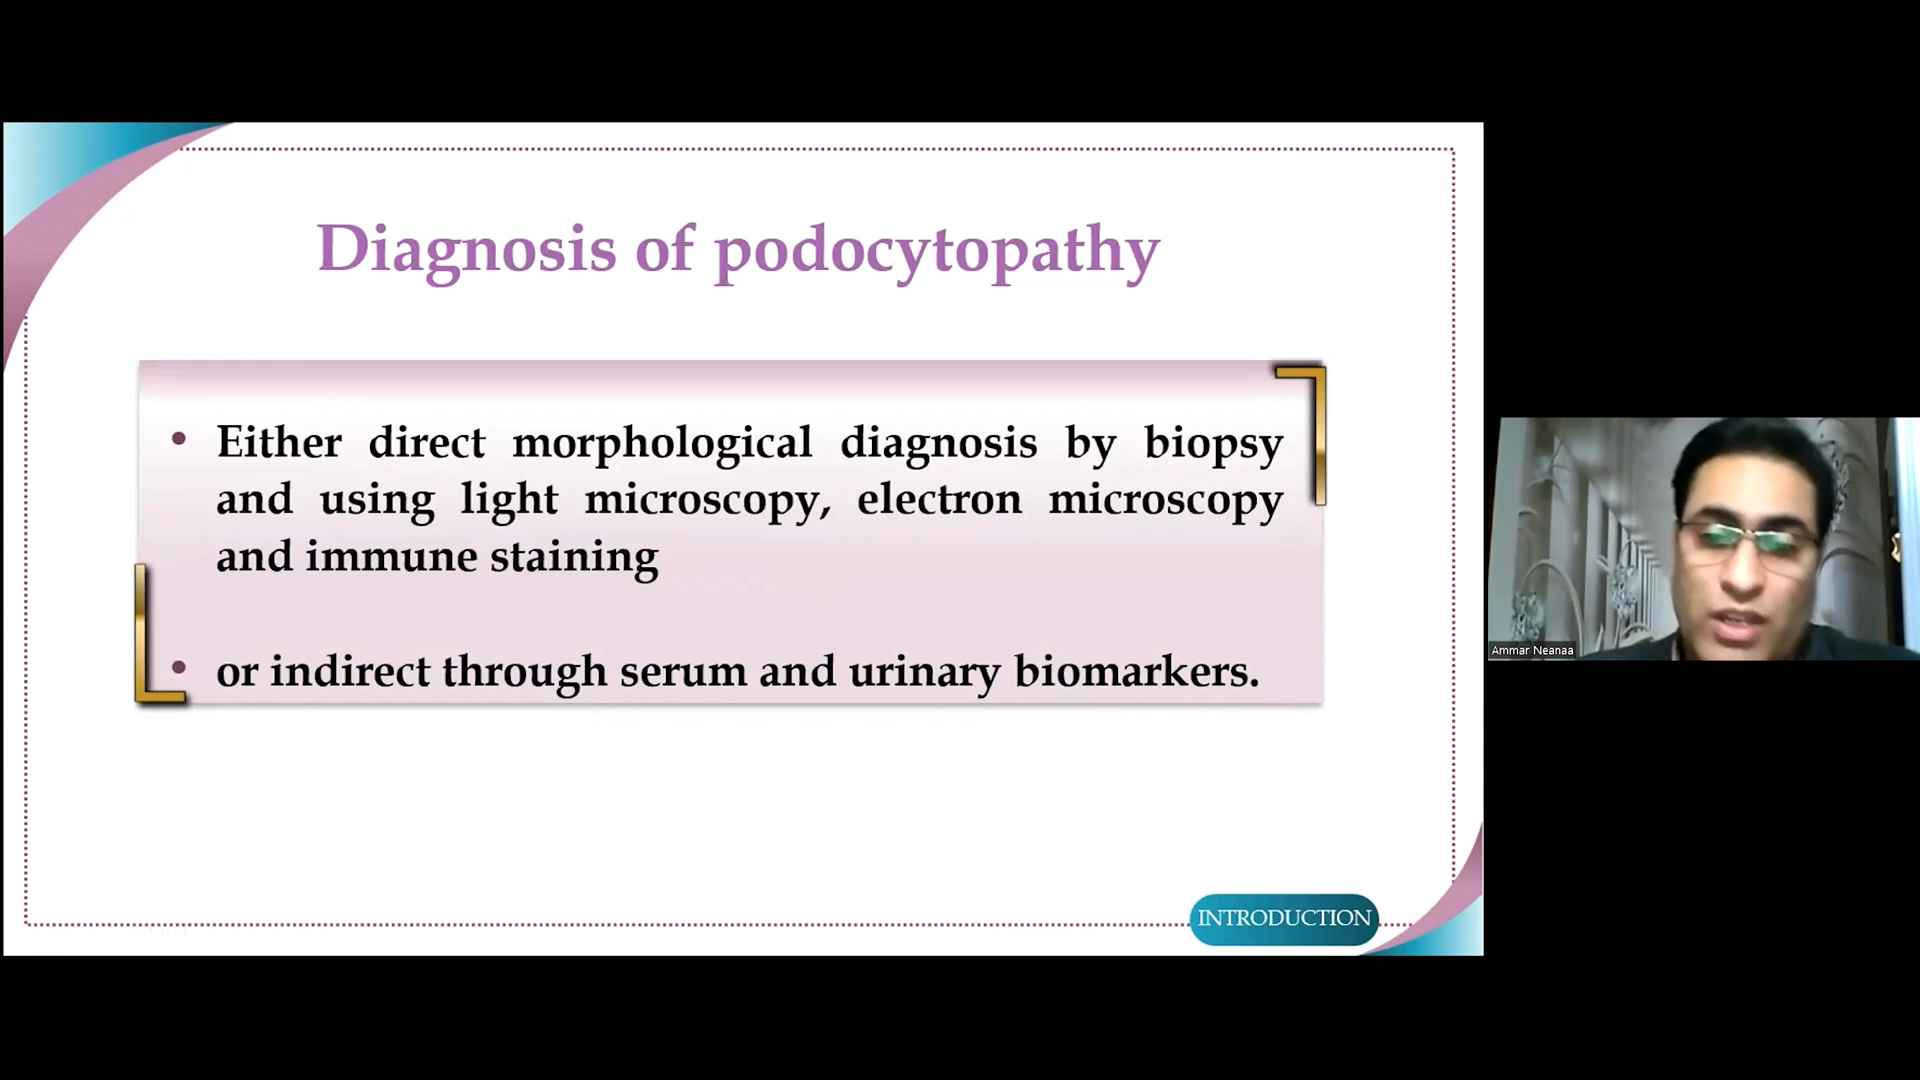 Diagnosis of podocytopathy
• Either direct morphological diagnosis by biopsy
and using light microscopy, electron microscopy
and immune staining
• or indirect through serum and urinary biomarkers.
INTRODUCTION
Ammar Neanaa